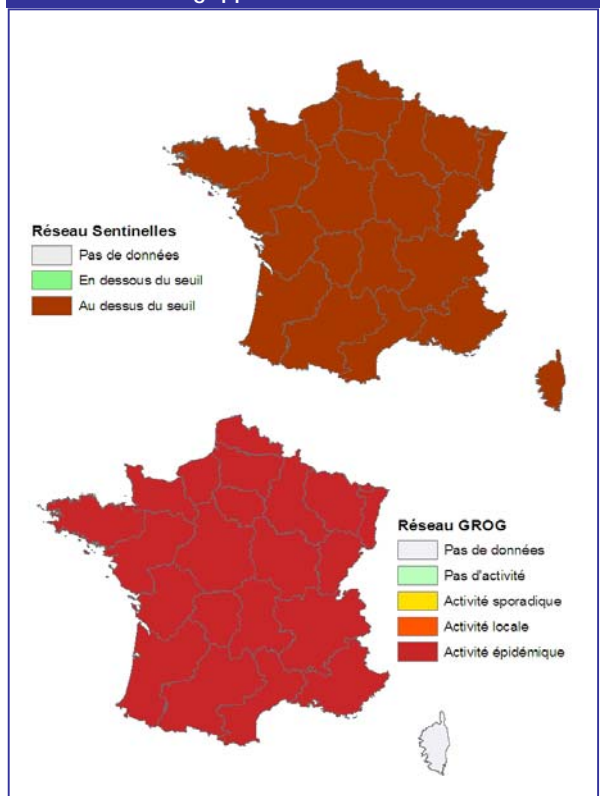 Réseau Sentinelles
Pas de données
En dessous du seuil
Au dessus du seuil
Réseau GROG
Pas de données
Pas d'activité
Activité sporadique
Activité locale
Activité épidémique